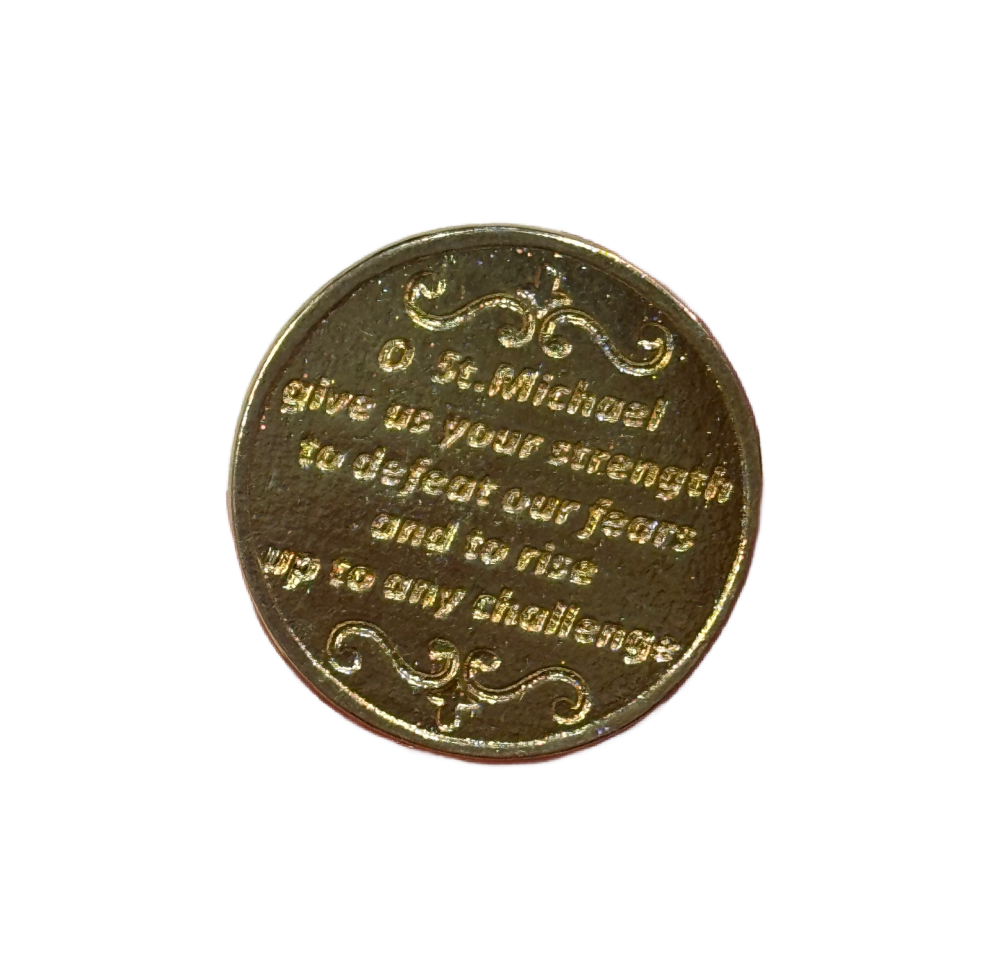 O St. Michael
give us your strength
to defeat our fears
and to rise
up to any challenge